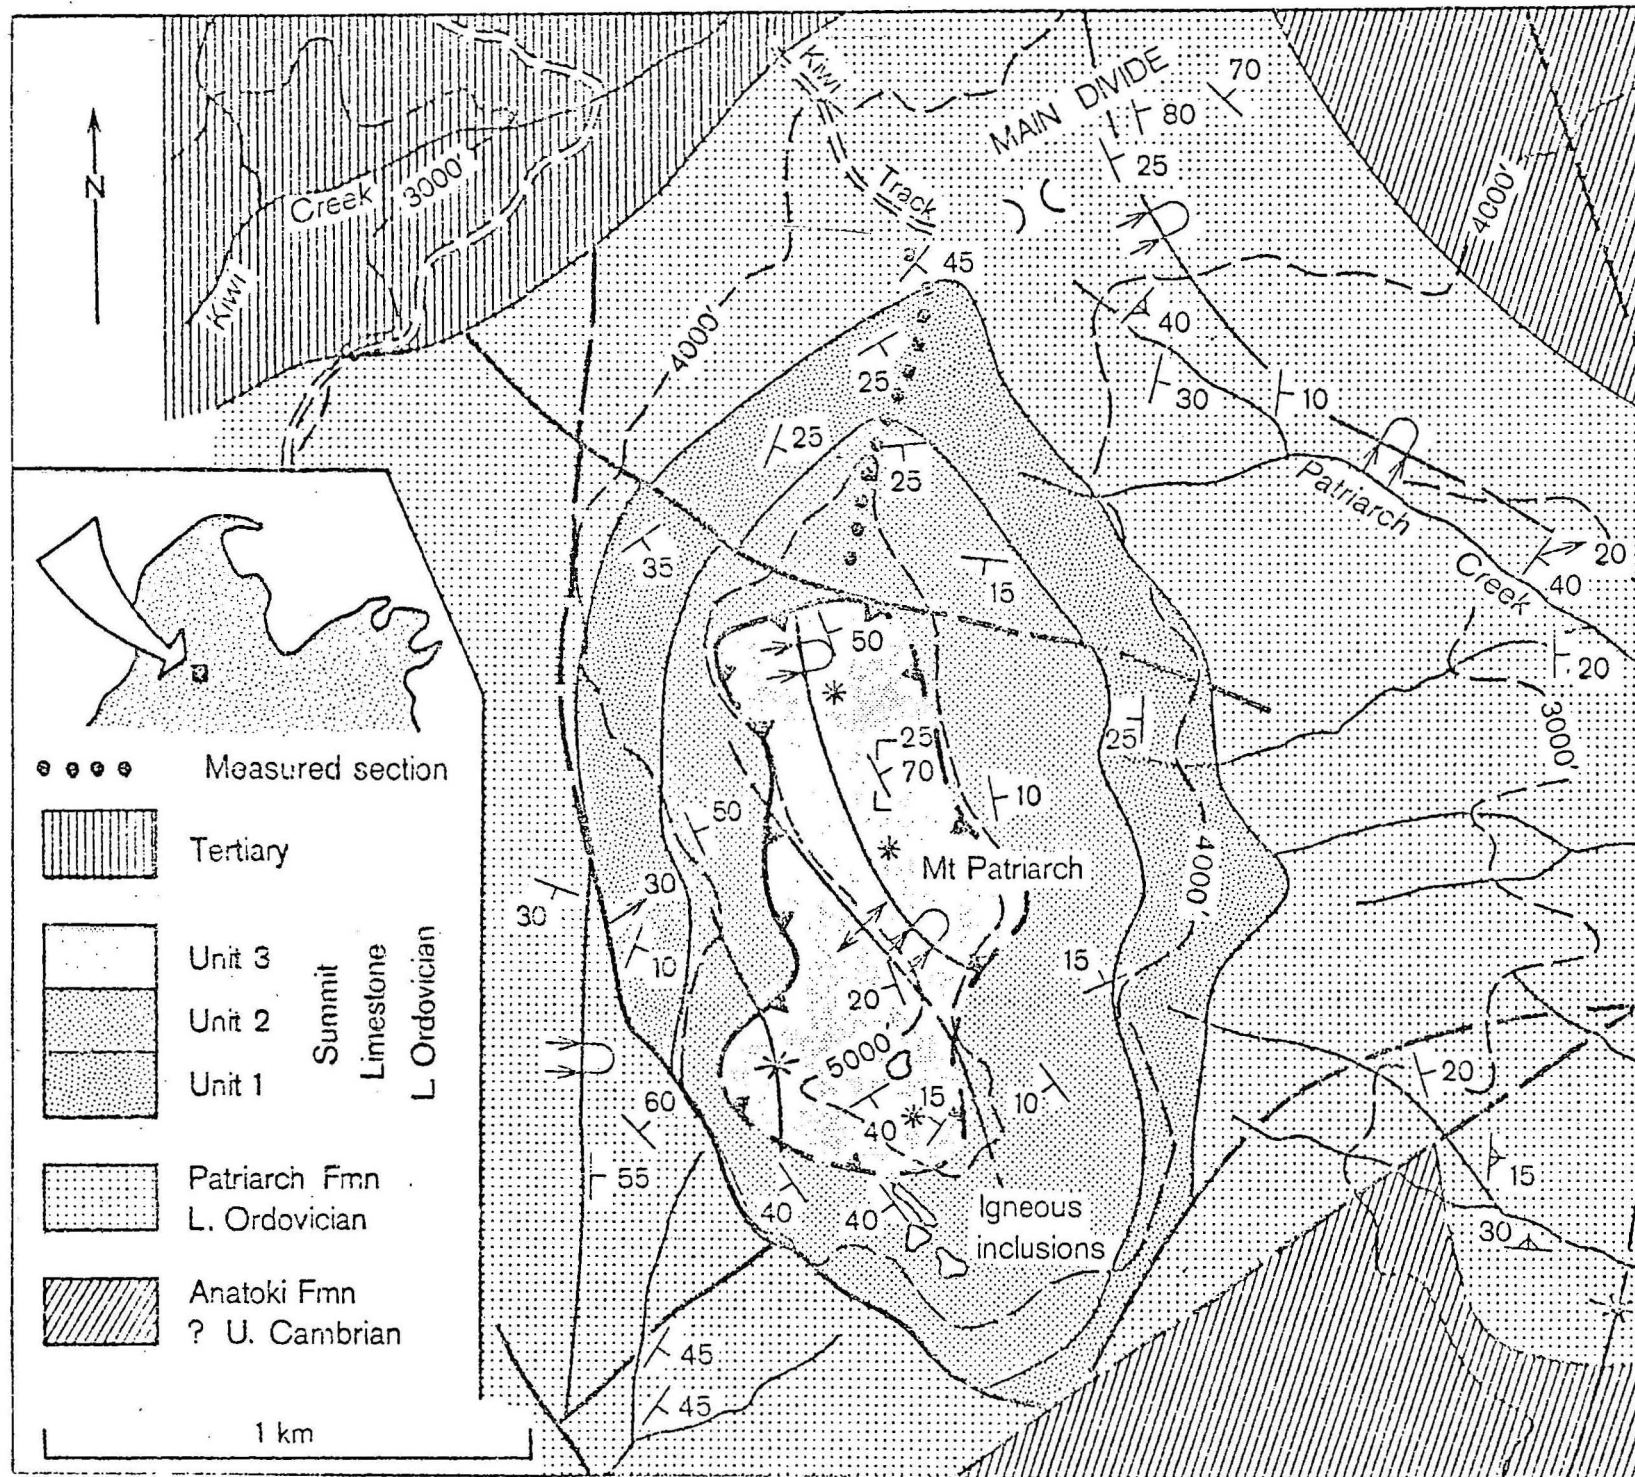 N
Kiwi
Creek
3000'
Kiwi
Track
MAIN DIVIDE
70
80
25
4000'
45
4000'
40
30
10
25
25
25
Patriarch
Creek
20
40
20
3000'
35
15
50
25
25
70
10
50
Mt Patriarch
4000'
30
30
10
15
20
5000'
15
40
10
20
60
55
15
30
40
40
Igneous
inclusions
45
45
Measured section
Tertiary
Unit 3
Unit 2
Unit 1
Summit
Limestone
L Ordovician
Patriarch Fmn
L. Ordovician
Anatoki Fmn
? U. Cambrian
1 km